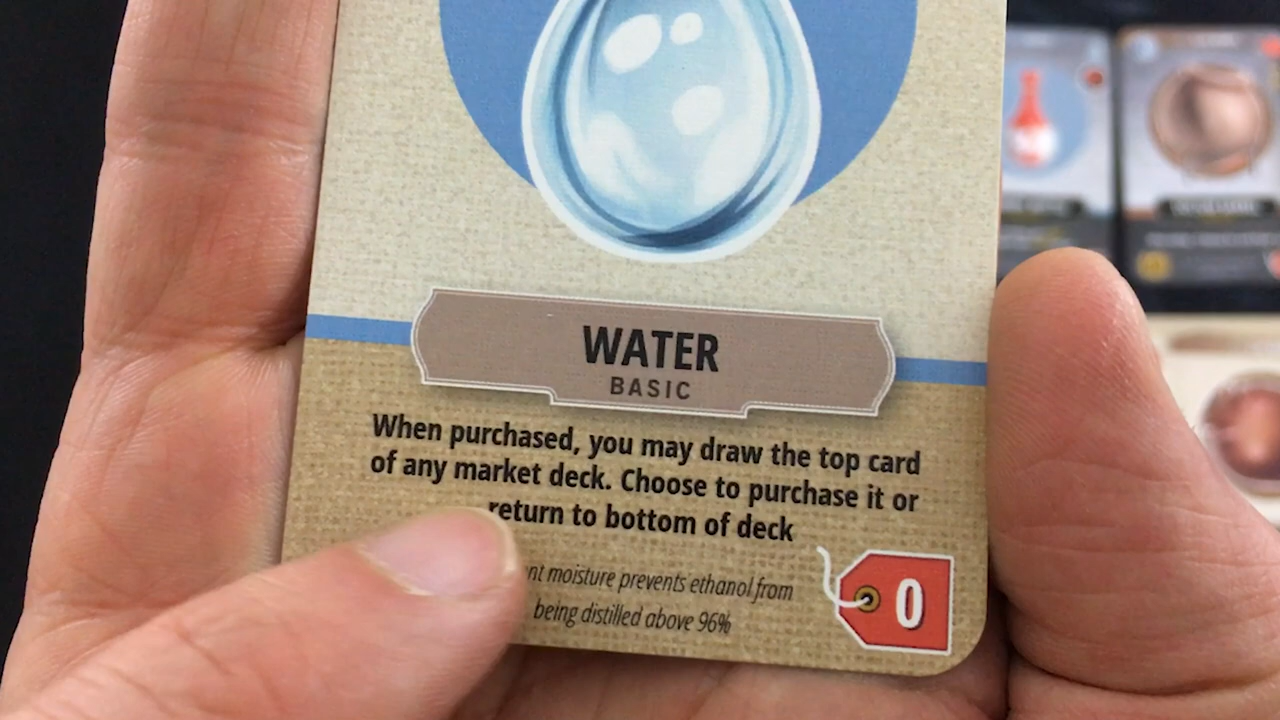 WATER
BASIC
When purchased, you may draw the top card
of any market deck. Choose to purchase it or
return to bottom of deck
moisture prevents ethanol from
being distilled above 96%
0